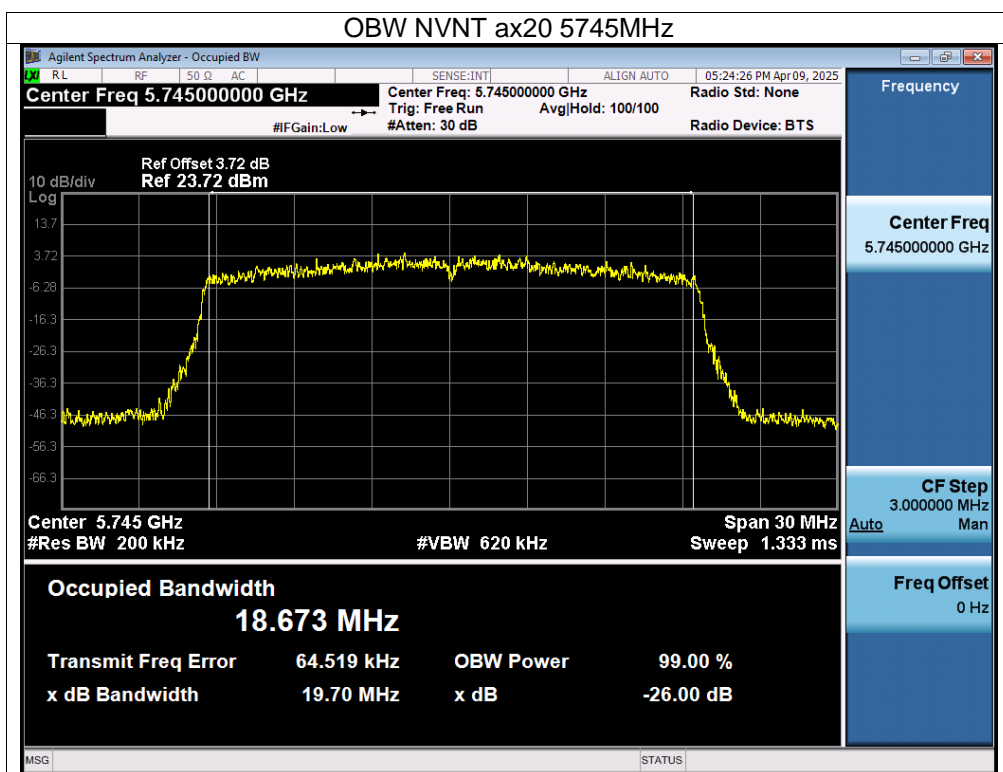 OBW NVNT ax20 5745MHz
Agilent Spectrum Analyzer - Occupied BW
LXI RL RF 50 Ω AC SENSE:INT ALIGN AUTO 05:24:26 PM Apr 09, 2025
Center Freq 5.745000000 GHz
Center Freq: 5.745000000 GHz Radio Std: None
Trig: Free Run Avg|Hold: 100/100
#IFGain:Low #Atten: 30 dB Radio Device: BTS
Ref Offset 3.72 dB
10 dB/div Ref 23.72 dBm
Log
13.7
3.72
-6.28
-16.3
-26.3
-36.3
-46.3
-56.3
-66.3
Center 5.745 GHz Span 30 MHz
#Res BW 200 kHz #VBW 620 kHz Sweep 1.333 ms
Occupied Bandwidth
18.673 MHz
Transmit Freq Error 64.519 kHz OBW Power 99.00 %
x dB Bandwidth 19.70 MHz x dB -26.00 dB
Frequency
Center Freq
5.745000000 GHz
CF Step
3.000000 MHz
Auto Man
Freq Offset
0 Hz
MSG STATUS